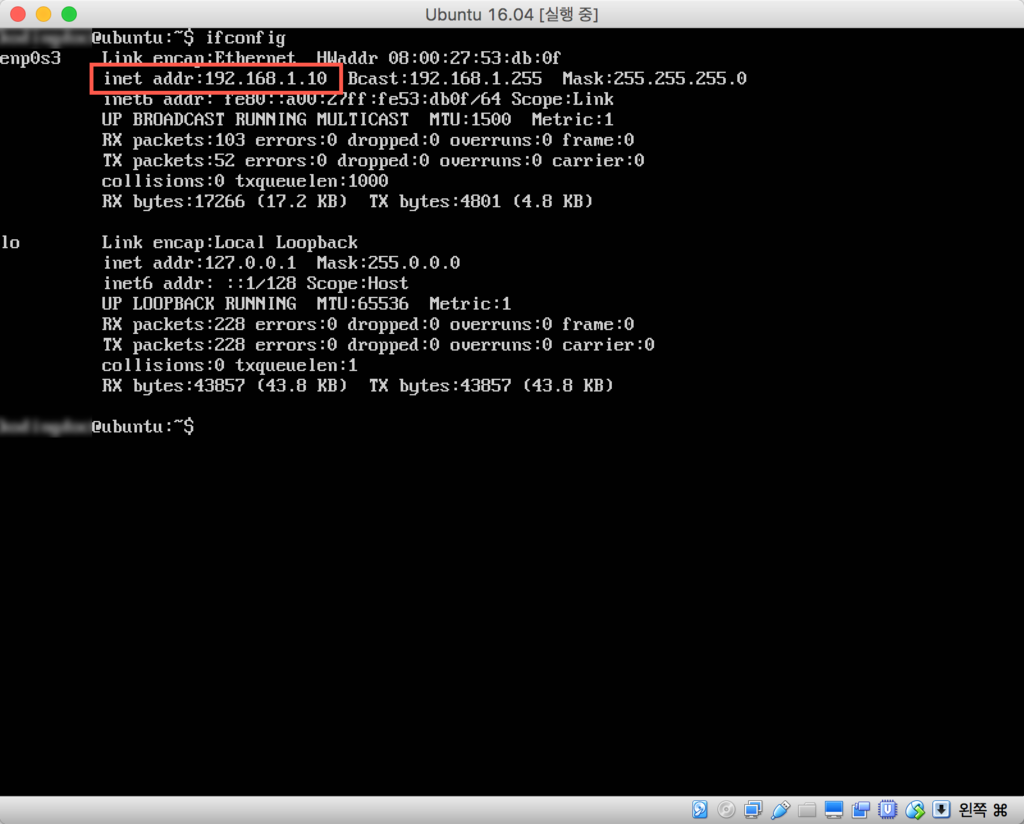 Ubuntu 16.04 [실행 중]
@ubuntu:~$ ifconfig
enp0s3 Link encap:Ethernet HWaddr 08:00:27:53:db:0f
inet addr:192.168.1.10 Bcast:192.168.1.255 Mask:255.255.255.0
inet6 addr: fe80::a00:27ff:fe53:db0f/64 Scope:Link
UP BROADCAST RUNNING MULTICAST MTU:1500 Metric:1
RX packets:103 errors:0 dropped:0 overruns:0 frame:0
TX packets:52 errors:0 dropped:0 overruns:0 carrier:0
collisions:0 txqueuelen:1000
RX bytes:17266 (17.2 KB) TX bytes:4801 (4.8 KB)
lo Link encap:Local Loopback
inet addr:127.0.0.1 Mask:255.0.0.0
inet6 addr: ::1/128 Scope:Host
UP LOOPBACK RUNNING MTU:65536 Metric:1
RX packets:228 errors:0 dropped:0 overruns:0 frame:0
TX packets:228 errors:0 dropped:0 overruns:0 carrier:0
collisions:0 txqueuelen:1
RX bytes:43857 (43.8 KB) TX bytes:43857 (43.8 KB)
@ubuntu:~$
왼쪽 ⌘